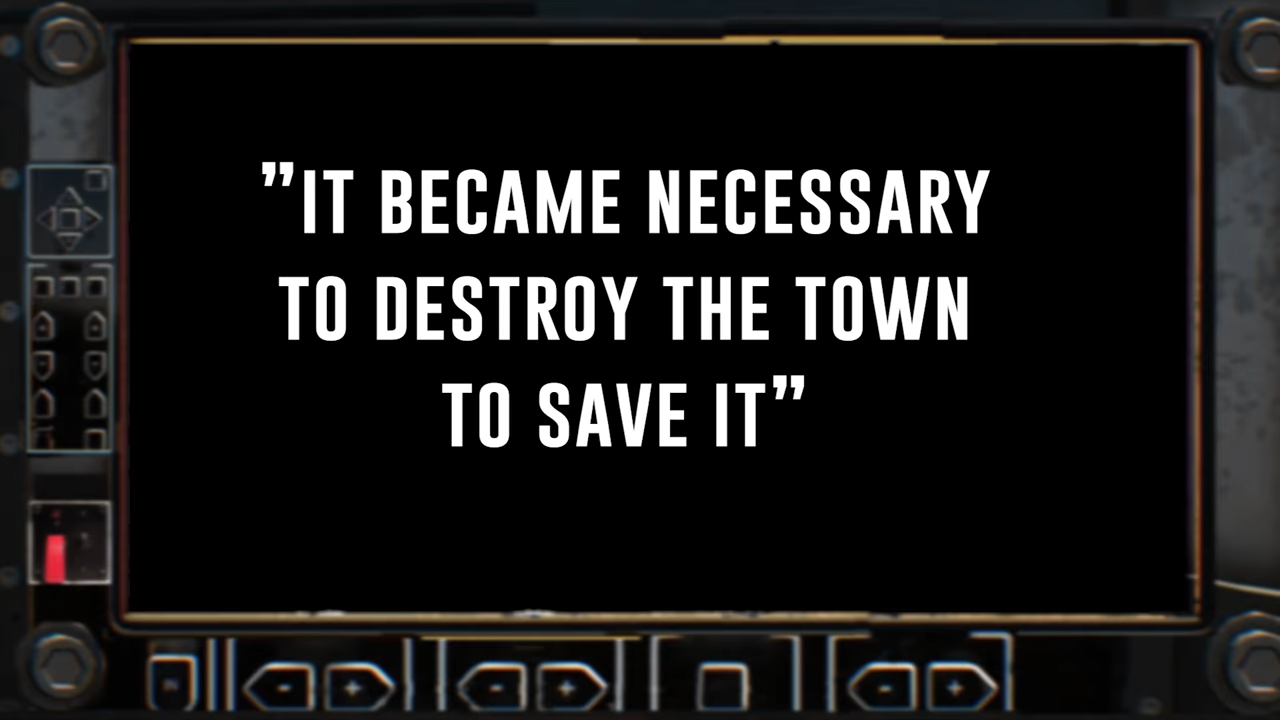 ”IT BECAME NECESSARY
TO DESTROY THE TOWN
TO SAVE IT”